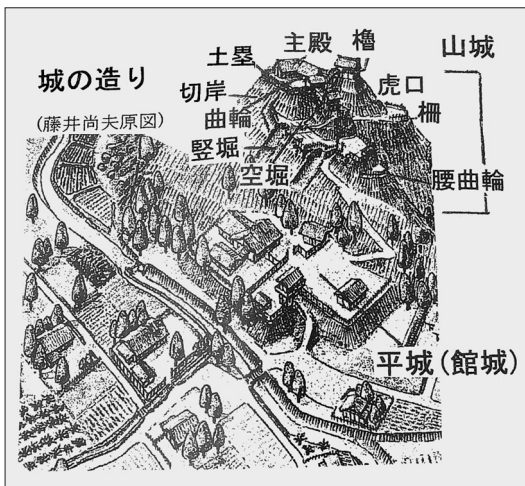 城の造り
(藤井尚夫原図)
土塁
主殿
櫓
山城
切岸
曲輪
虎口
柵
竪堀
空堀
腰曲輪
平城(館城)